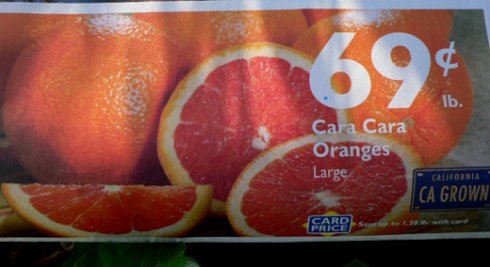 69¢
lb.
Cara Cara
Oranges
Large
CALIFORNIA
CA GROWN
CARD
PRICE
Save up to 1.30 lb. with card